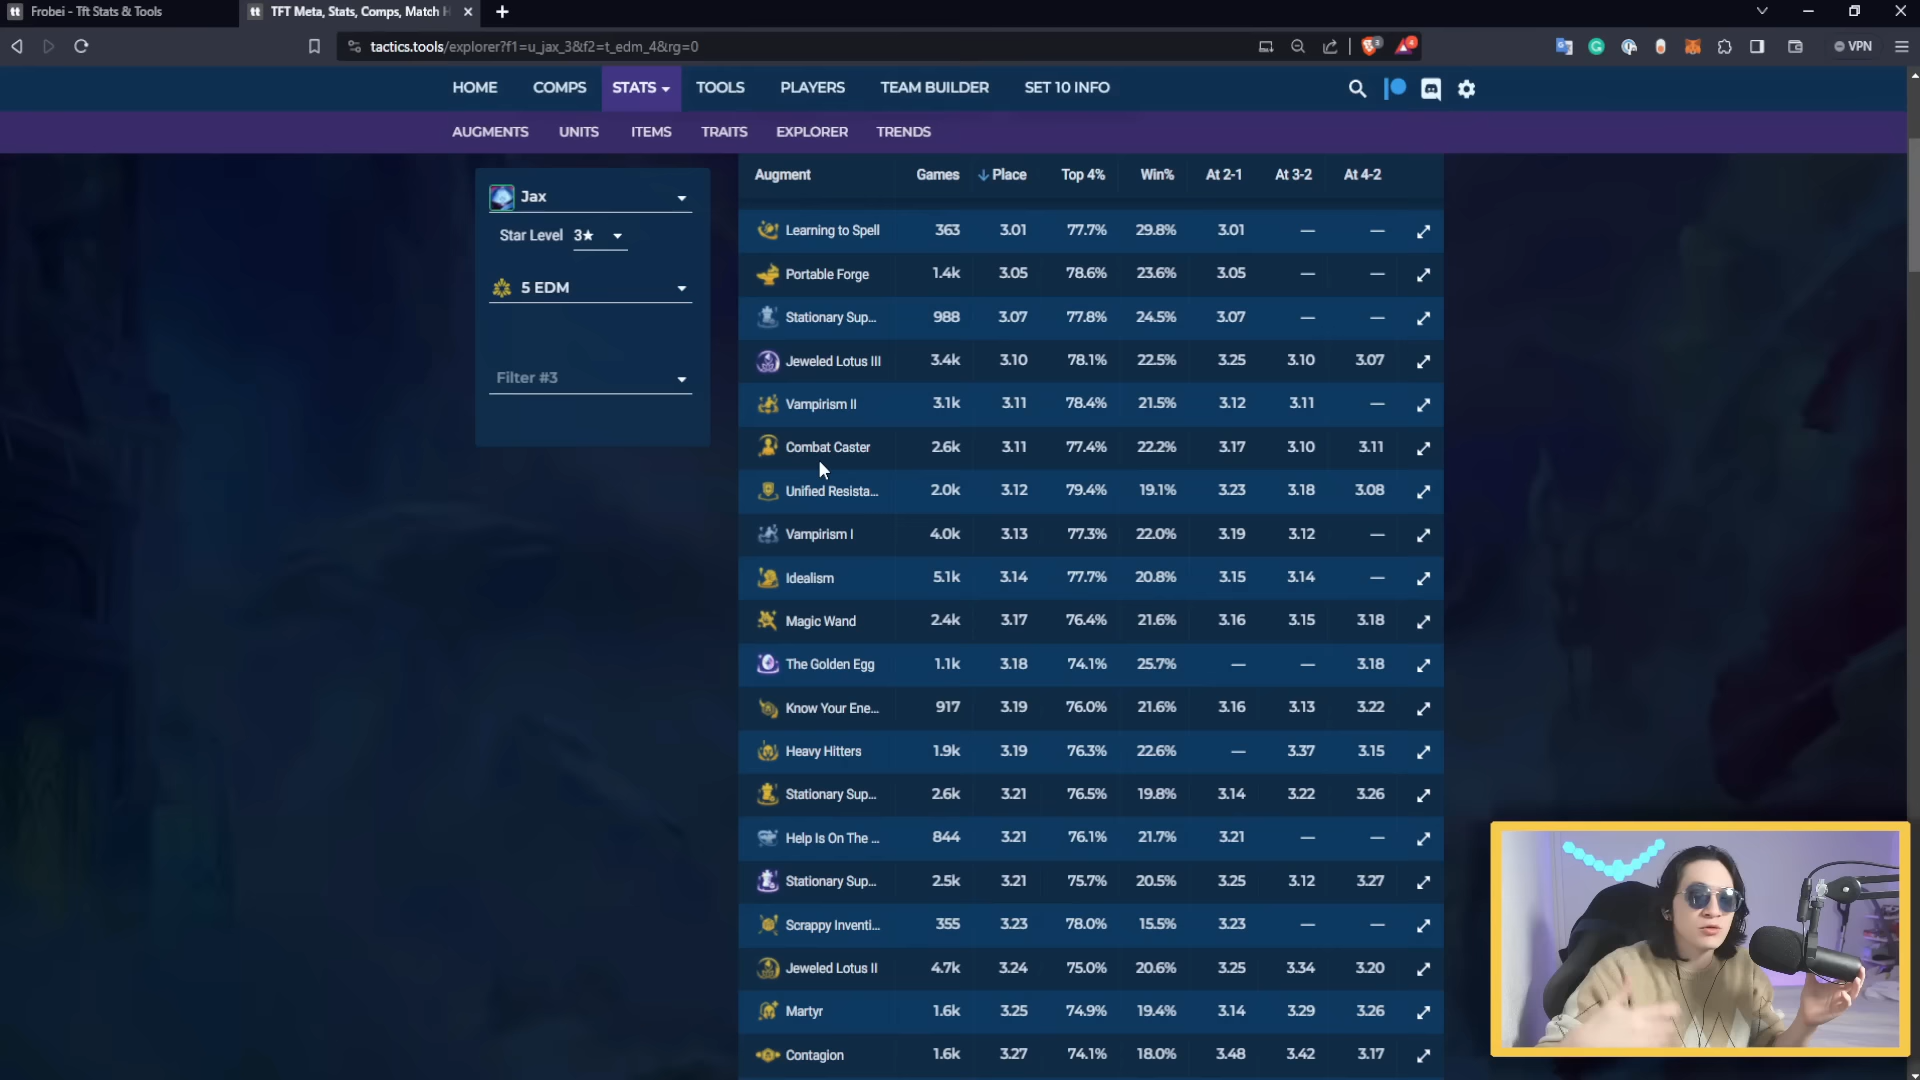 Frobei - Tft Stats & Tools
TFT Meta, Stats, Comps, Match H
tactics.tools/explorer?f1=u_jax_3&f2=t_edm_4&rg=0
3
4
VPN
HOME COMPS STATS TOOLS PLAYERS TEAM BUILDER SET 10 INFO
AUGMENTS UNITS ITEMS TRAITS EXPLORER TRENDS
Jax
Star Level 3★
5 EDM
Filter #3
Augment Games Place Top 4% Win% At 2-1 At 3-2 At 4-2
Learning to Spell 363 3.01 77.7% 29.8% 3.01 — —
Portable Forge 1.4k 3.05 78.6% 23.6% 3.05 — —
Stationary Sup... 988 3.07 77.8% 24.5% 3.07 — —
Jeweled Lotus III 3.4k 3.10 78.1% 22.5% 3.25 3.10 3.07
Vampirism II 3.1k 3.11 78.4% 21.5% 3.12 3.11 —
Combat Caster 2.6k 3.11 77.4% 22.2% 3.17 3.10 3.11
Unified Resista... 2.0k 3.12 79.4% 19.1% 3.23 3.18 3.08
Vampirism I 4.0k 3.13 77.3% 22.0% 3.19 3.12 —
Idealism 5.1k 3.14 77.7% 20.8% 3.15 3.14 —
Magic Wand 2.4k 3.17 76.4% 21.6% 3.16 3.15 3.18
The Golden Egg 1.1k 3.18 74.1% 25.7% — — 3.18
Know Your Ene... 917 3.19 76.0% 21.6% 3.16 3.13 3.22
Heavy Hitters 1.9k 3.19 76.3% 22.6% — 3.37 3.15
Stationary Sup... 2.6k 3.21 76.5% 19.8% 3.14 3.22 3.26
Help Is On The ... 844 3.21 76.1% 21.7% 3.21 — —
Stationary Sup... 2.5k 3.21 75.7% 20.5% 3.25 3.12 3.27
Scrappy Inventi... 355 3.23 78.0% 15.5% 3.23 — —
Jeweled Lotus II 4.7k 3.24 75.0% 20.6% 3.25 3.34 3.20
Martyr 1.6k 3.25 74.9% 19.4% 3.14 3.29 3.26
Contagion 1.6k 3.27 74.1% 18.0% 3.48 3.42 3.17